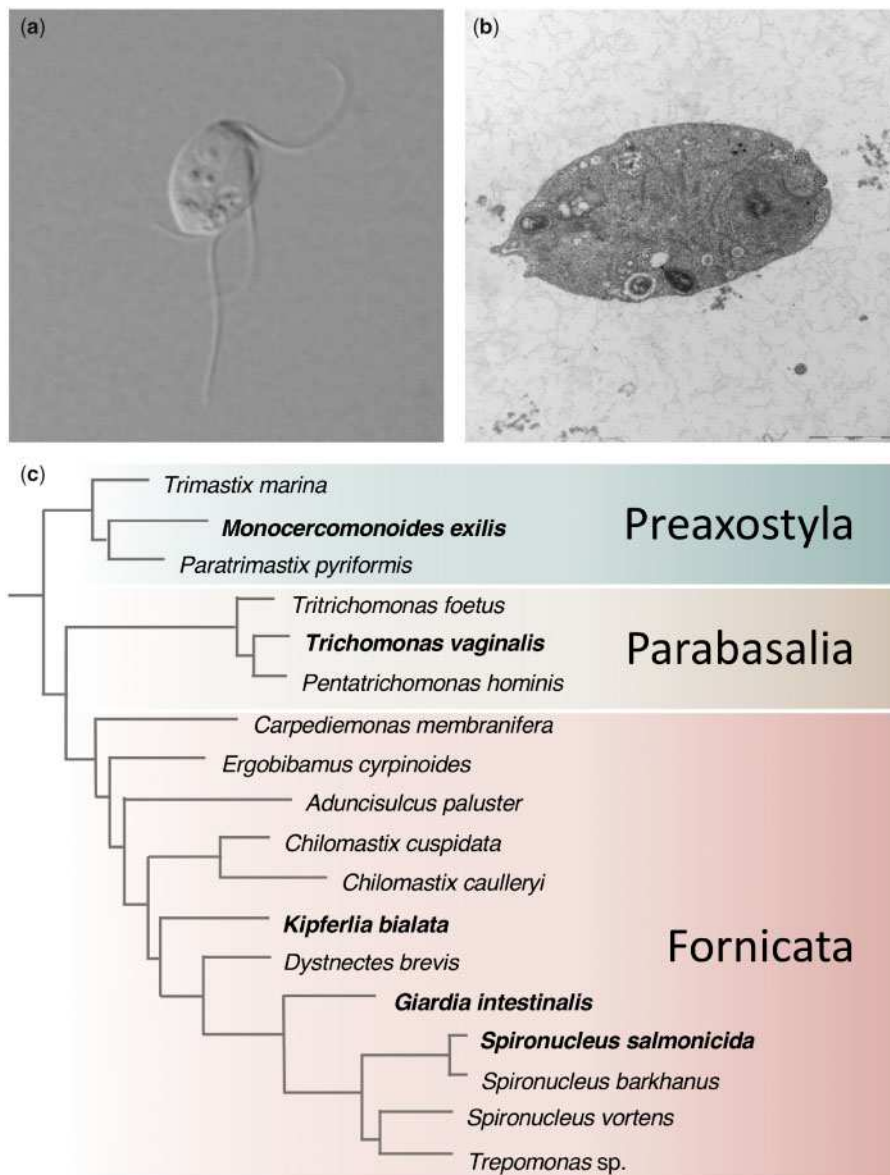 (a)
(b)
(c)
Trimastix marina
Monocercomonoides exilis
Paratrimastix pyriformis
Preaxostyla
Tritrichomonas foetus
Trichomonas vaginalis
Pentatrichomonas hominis
Parabasalia
Carpediemonas membranifera
Ergobibamus cyrpinoides
Aduncisulcus paluster
Chilomastix cuspidata
Chilomastix caulleryi
Kipferlia bialata
Dystnectes brevis
Giardia intestinalis
Spironucleus salmonicida
Spironucleus barkhanus
Spironucleus vortens
Trepomonas sp.
Fornicata